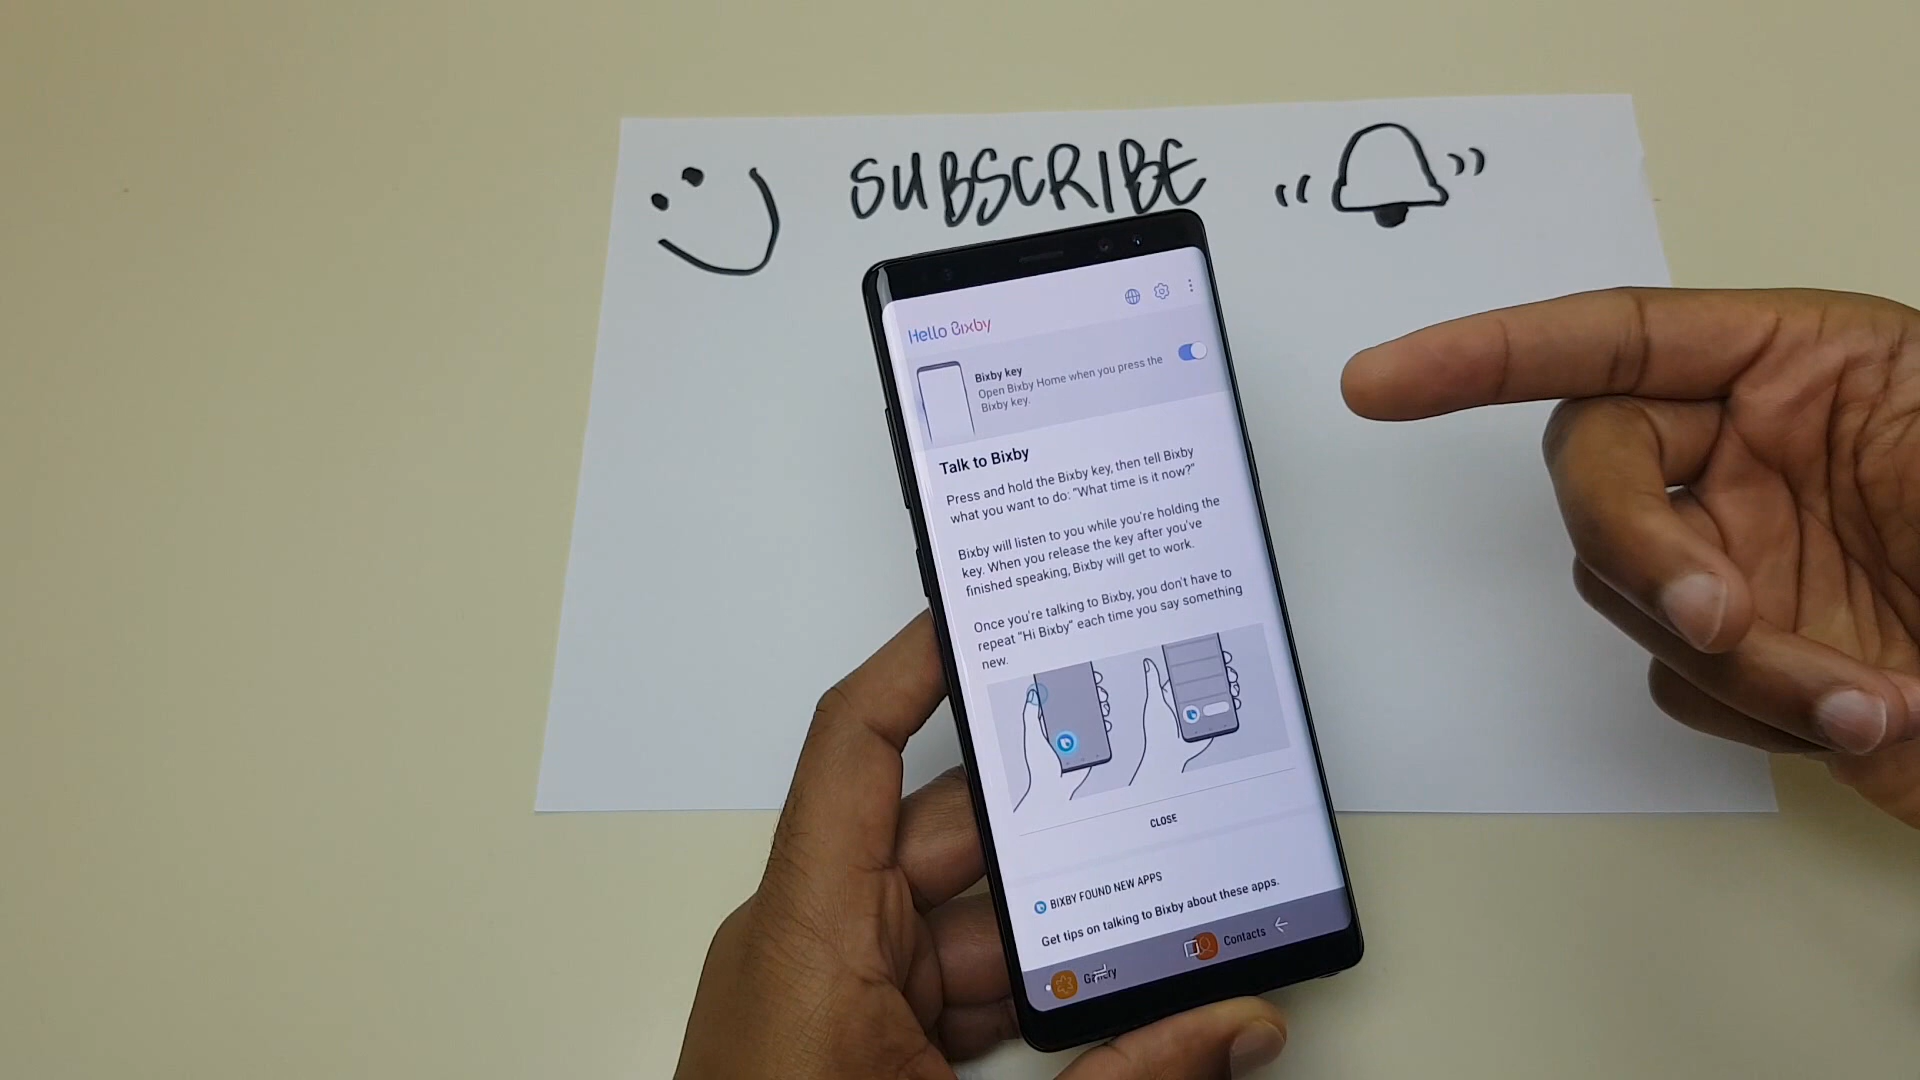 SUBSCRIBE
Hello Bixby
Bixby key
Open Bixby Home when you press the
Bixby key.
Talk to Bixby
Press and hold the Bixby key, then tell Bixby
what you want to do: "What time is it now?"
Bixby will listen to you while you're holding the
key. When you release the key after you've
finished speaking, Bixby will get to work.
Once you're talking to Bixby, you don't have to
repeat "Hi Bixby" each time you say something
new.
CLOSE
BIXBY FOUND NEW APPS
Get tips on talking to Bixby about these apps.
Gallery
Contacts